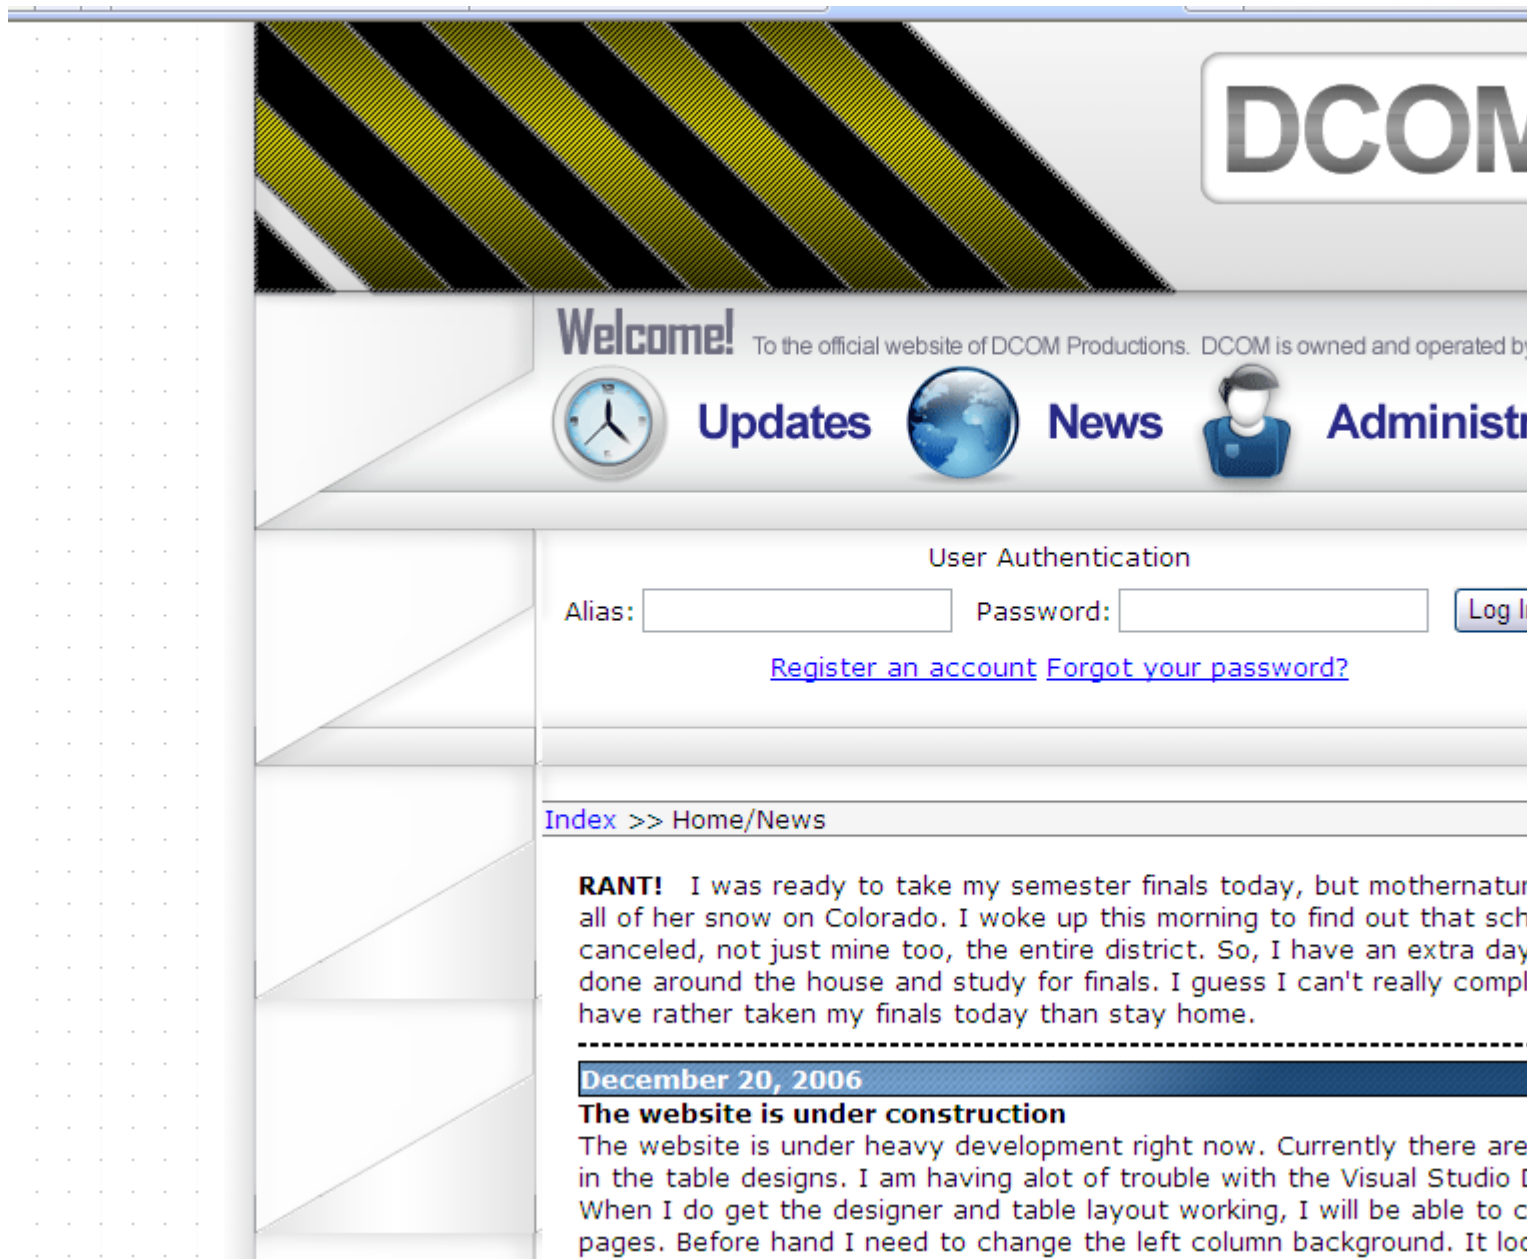 DCOM
Welcome! To the official website of DCOM Productions. DCOM is owned and operated by
Updates News
User Authentication
Alias: Password: Log
Register an account Forgot your password?
Index >> Home/News
RANT! I was ready to take my semester finals today, but
all of her snow on Colorado. I woke up this morning to find out that
canceled, not just mine too, the entire district. So, I have an extra day
done around the house and study for finals. I guess I can't really
have rather taken my finals today than stay home.
December 20, 2006
The website is under construction
The website is under heavy development right now. Currently there are
in the table designs. I am having alot of trouble with the Visual Studio
When I do get the designer and table layout working, I will be able to
pages. Before hand I need to change the left column background. It